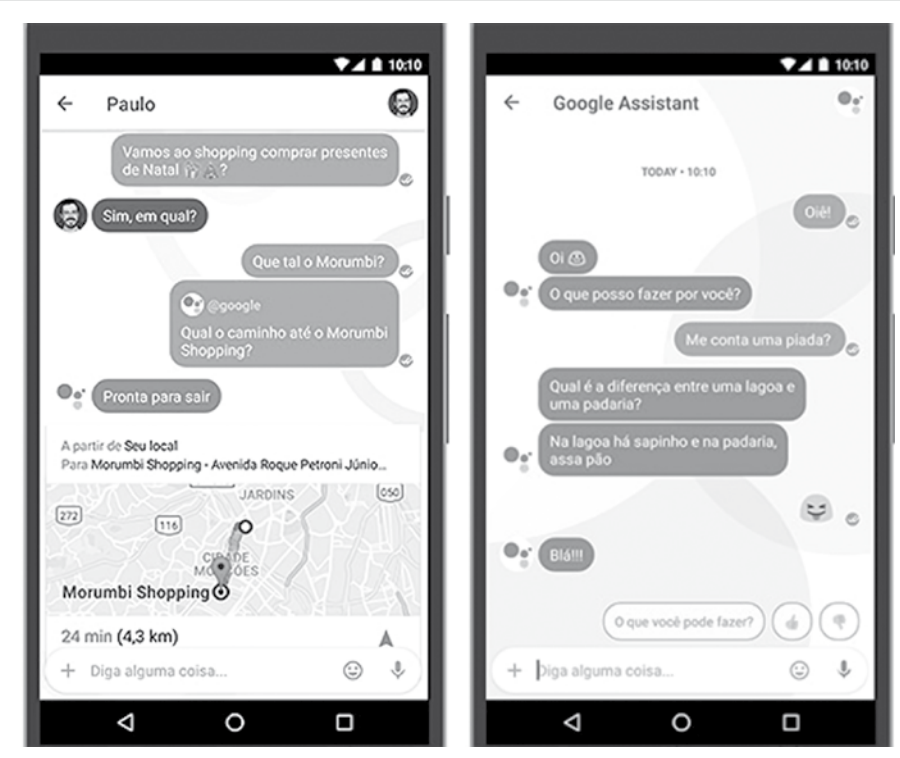 10:10
Paulo
Vamos ao shopping comprar presentes
de Natal ?
Sim, em qual?
Que tal o Morumbi?
@google
Qual o caminho até o Morumbi
Shopping?
Pronta para sair
A partir de Seu local
Para Morumbi Shopping - Avenida Roque Petroni Júnio...
JARDINS
050
272
116
CIDADE
MONÇÕES
Morumbi Shopping
24 min (4,3 km)
Diga alguma coisa...
10:10
Google Assistant
TODAY • 10:10
Oiê!
Oi
O que posso fazer por você?
Me conta uma piada?
Qual é a diferença entre uma lagoa e
uma padaria?
Na lagoa há sapinho e na padaria,
assa pão
Blá!!!
O que você pode fazer?
Diga alguma coisa...